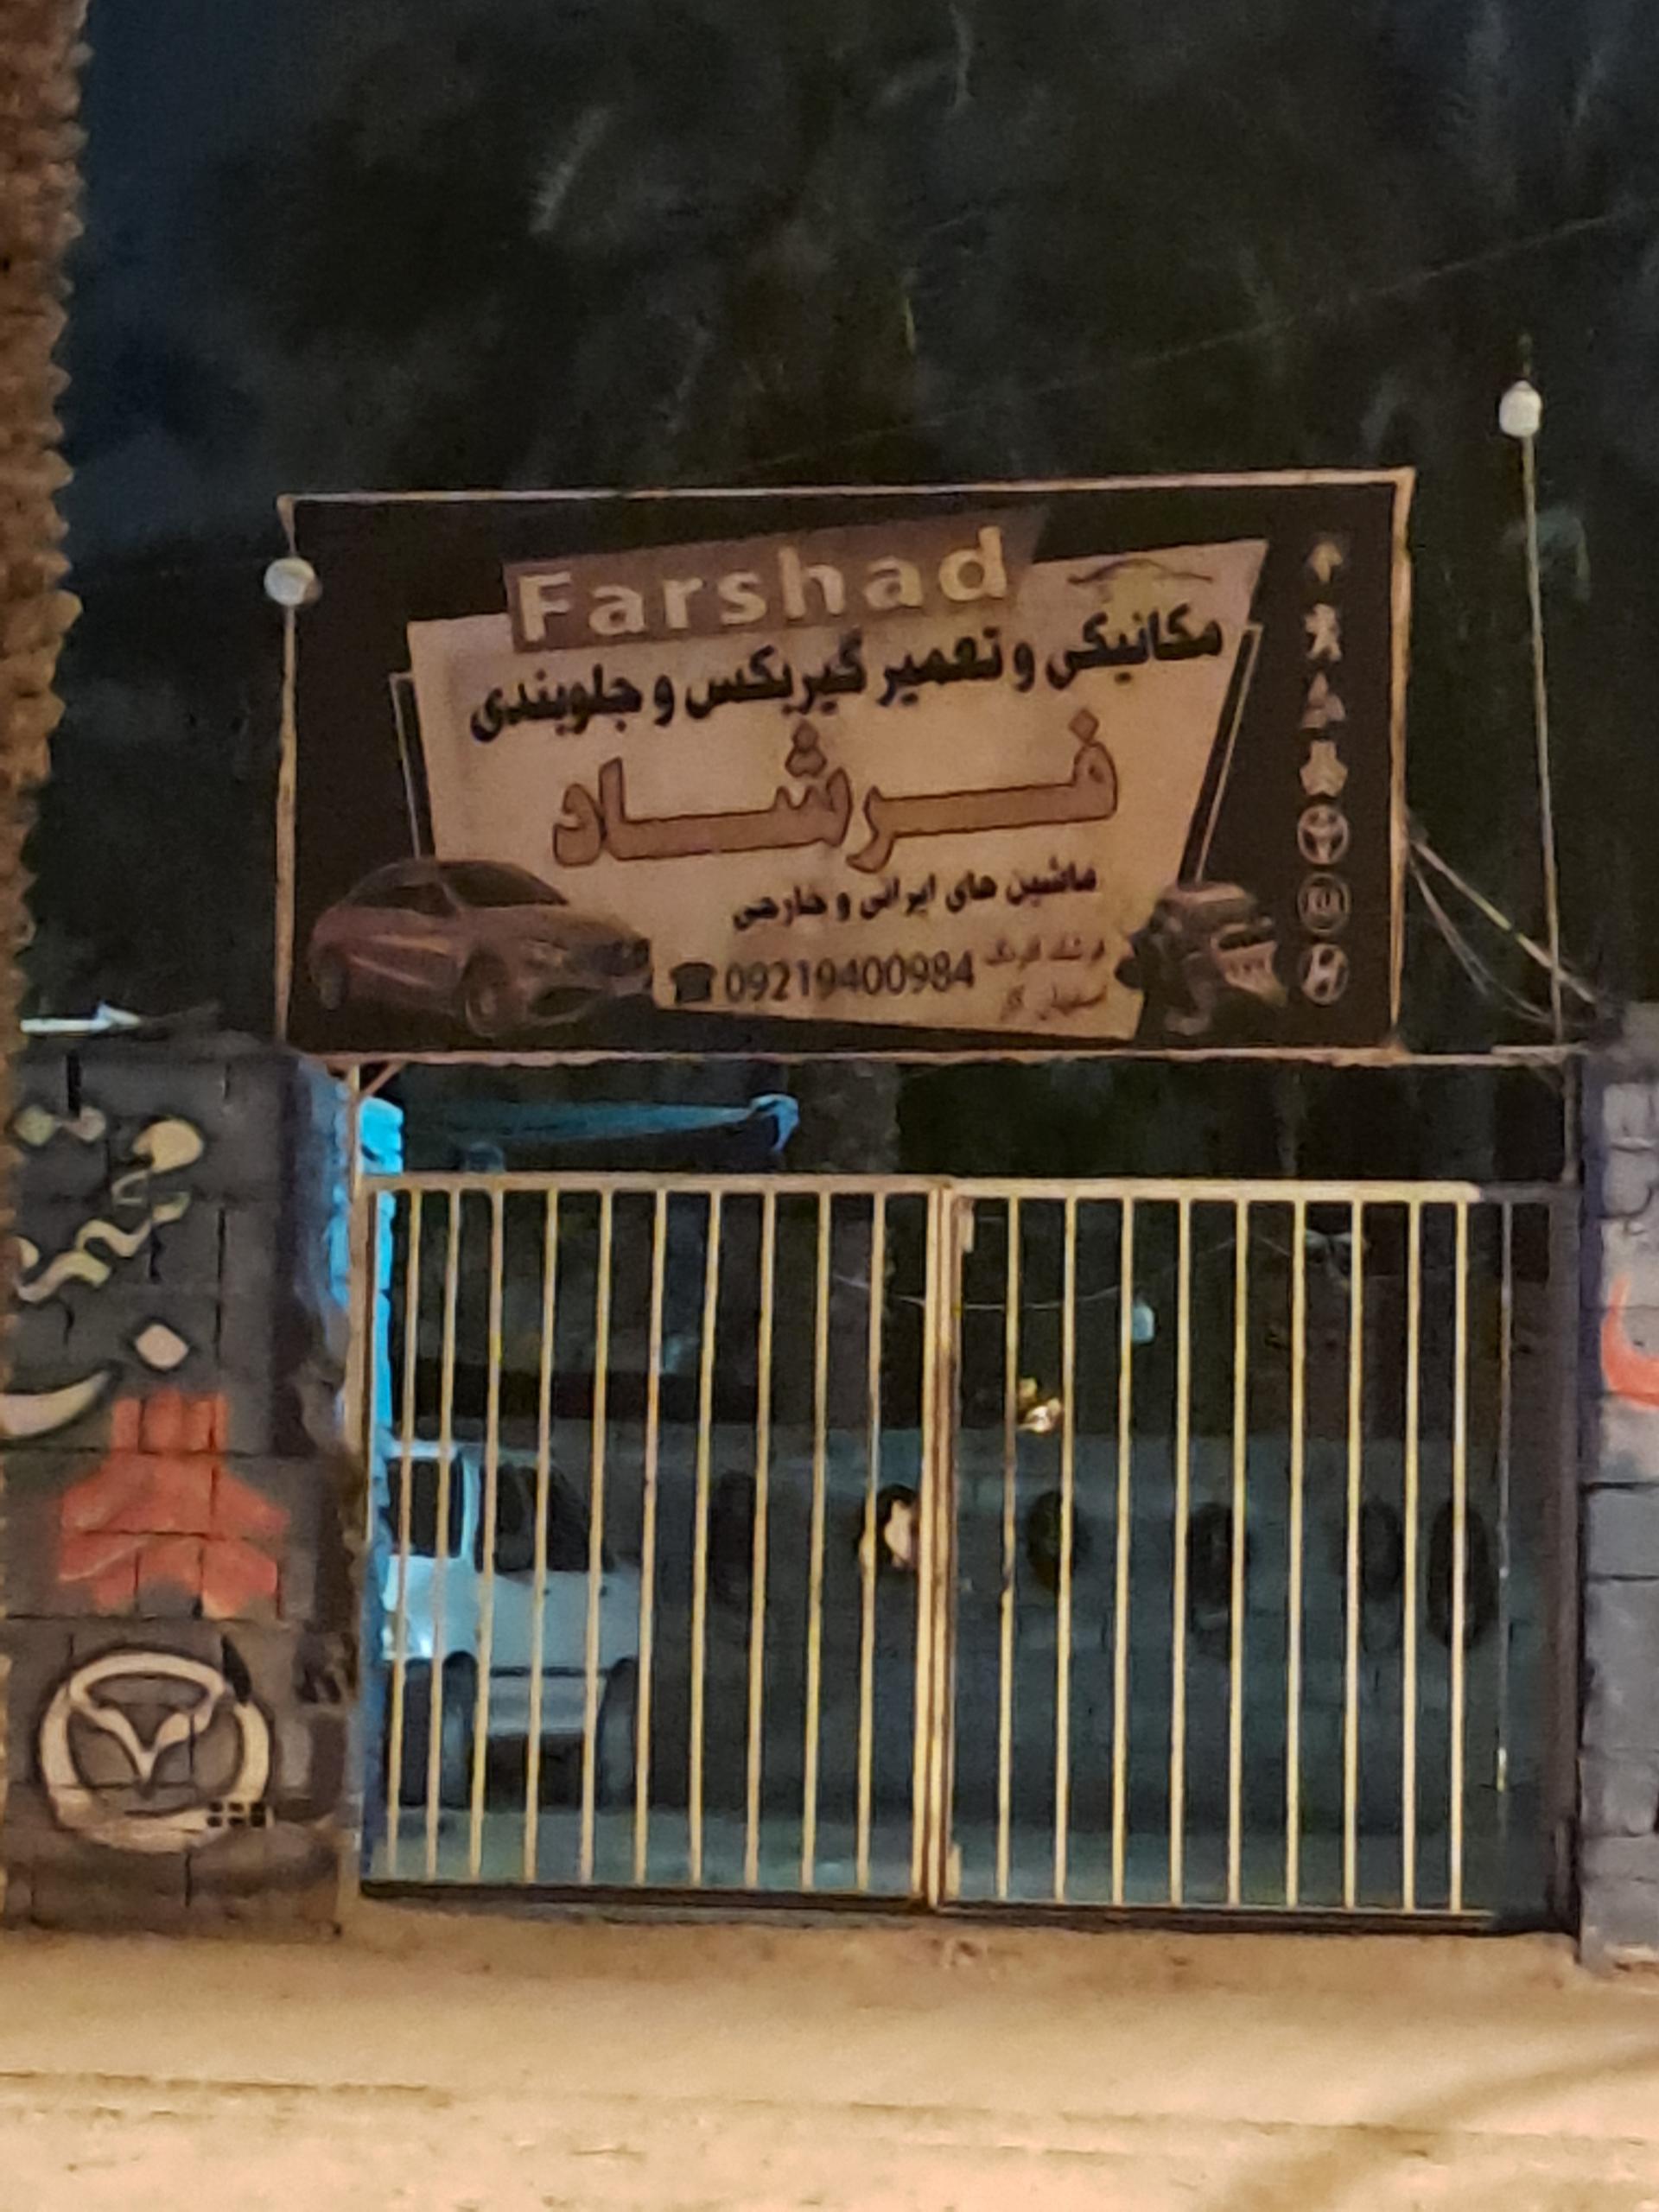 Farshad
مکانیکی و تعمیر گیربکس و جلوبندی
فرشاد
ماشین های ایرانی و خارجی
09219400984